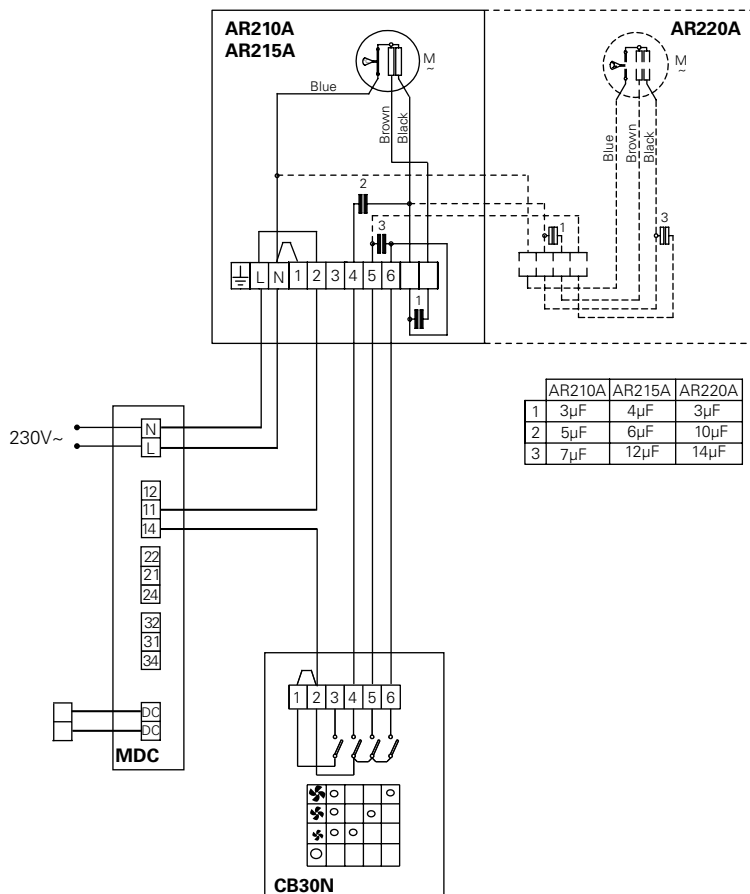 AR210A
AR215A
AR220A
M
~
M
~
Blue
Brown
Black
Blue
Brown
Black
2
3
1
3
L N 1 2 3 4 5 6
1
AR210A AR215A AR220A
1 3µF 4µF 3µF
2 5µF 6µF 10µF
3 7µF 12µF 14µF
230V~
N
L
12
11
14
22
21
24
32
31
34
DC
DC
MDC
1 2 3 4 5 6
CB30N